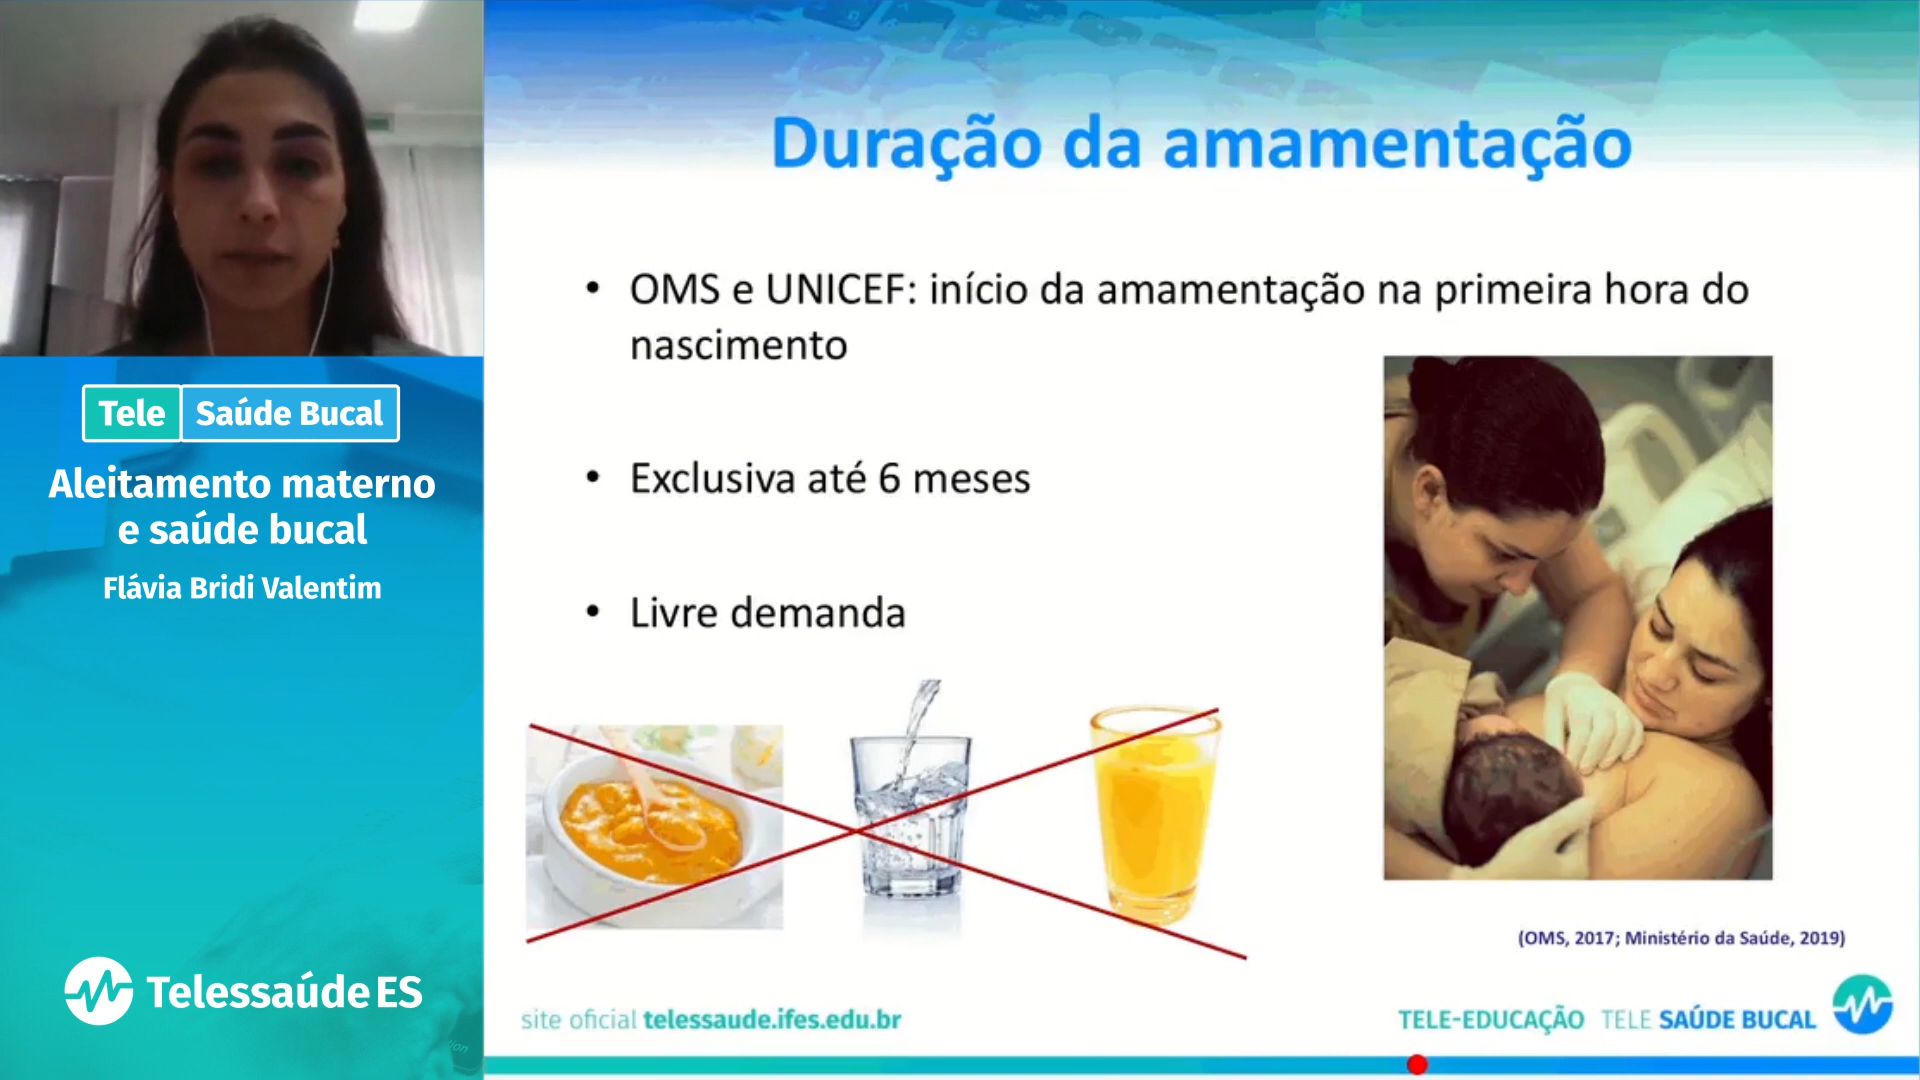 Tele Saúde Bucal
Aleitamento materno
e saúde bucal
Flávia Bridi Valentim
TelessaúdeES
Duração da amamentação
• OMS e UNICEF: início da amamentação na primeira hora do
nascimento
• Exclusiva até 6 meses
• Livre demanda
(OMS, 2017; Ministério da Saúde, 2019)
site oficial telessaude.ifes.edu.br
TELE-EDUCAÇÃO TELE SAÚDE BUCAL